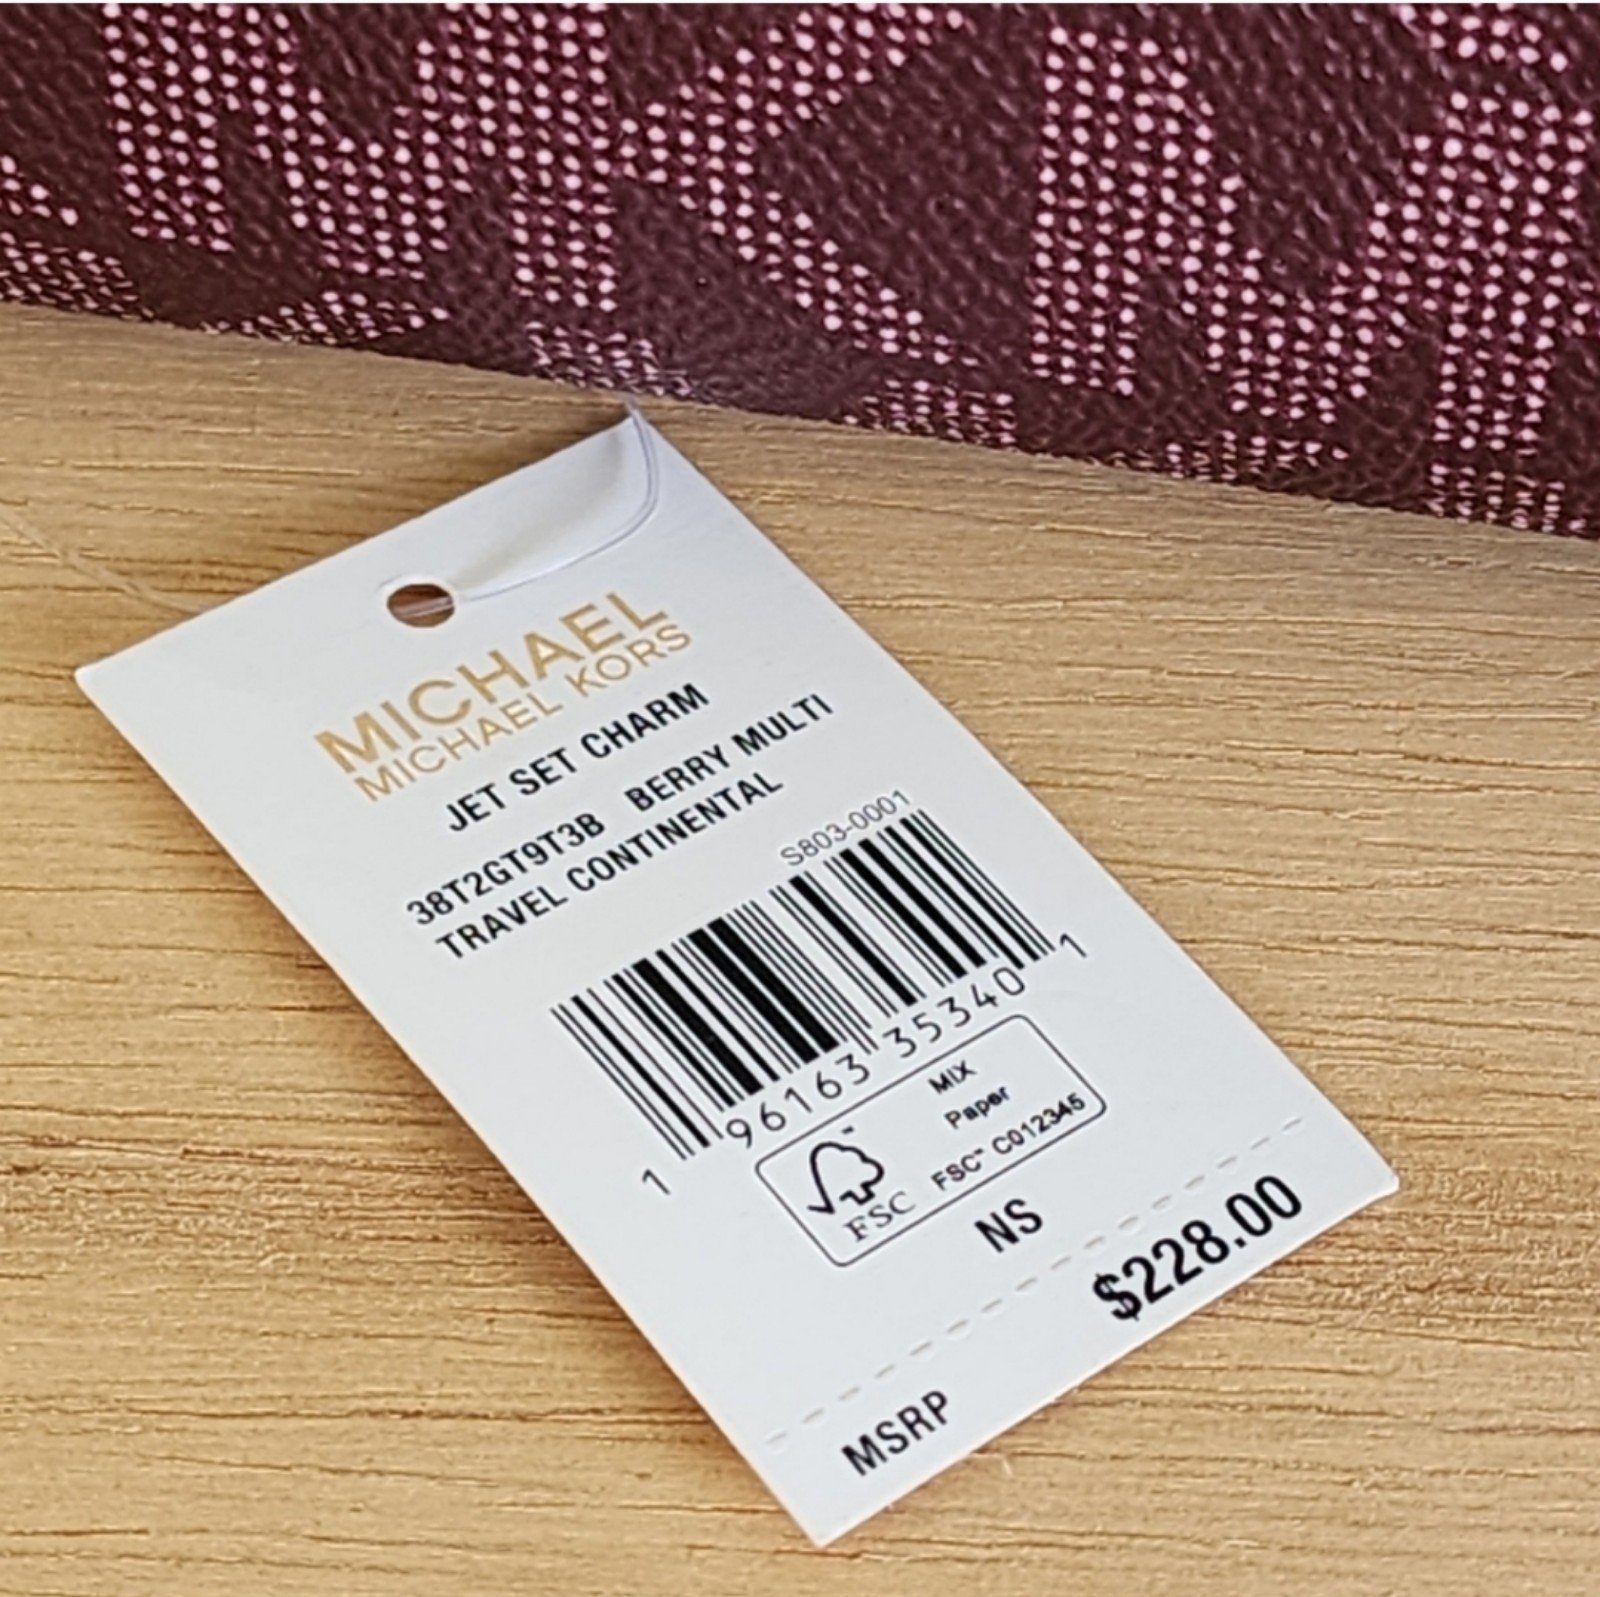 MICHAEL
MICHAEL KORS
JET SET CHARM
38T2GT9T3B BERRY MULTI
TRAVEL CONTINENTAL
S803-0001
1 96163 35340 1
MIX
Paper
FSC™ C012345
FSC
NS
$228.00
MSRP